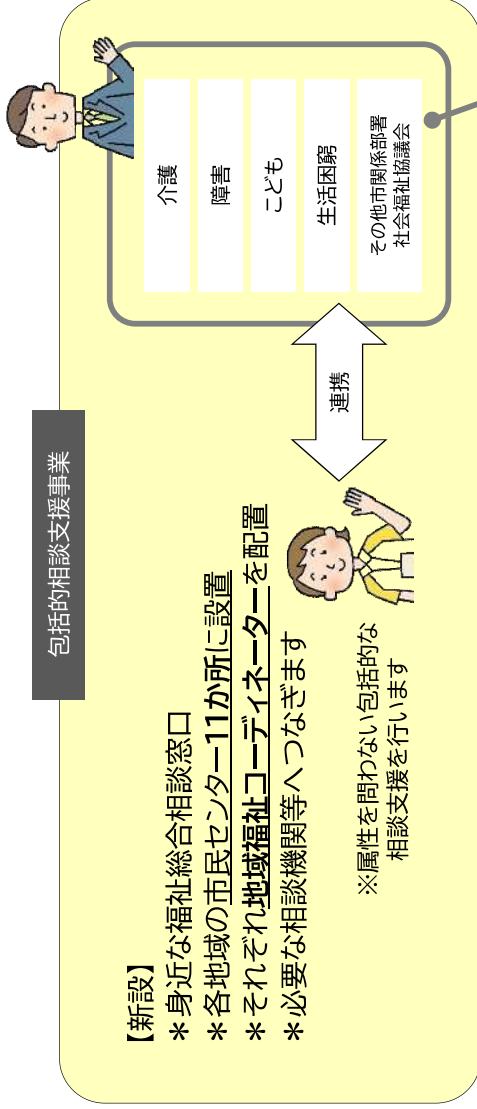 包括的相談支援事業
【新設】
＊身近な福祉総合相談窓口
＊各地域の市民センター11か所に設置
＊それぞれ地域福祉コーディネーターを配置
＊必要な相談機関等へつなぎます
※属性を問わない包括的な
相談支援を行います
連携
介護
障害
こども
生活困窮
その他市関係部署
社会福祉協議会